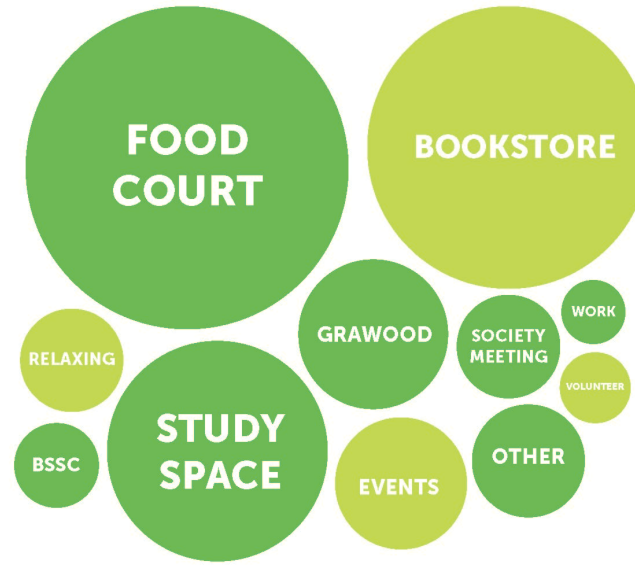 FOOD
COURT
BOOKSTORE
GRAWOOD
SOCIETY
MEETING
WORK
RELAXING
VOLUNTEER
STUDY
SPACE
BSSC
EVENTS
OTHER